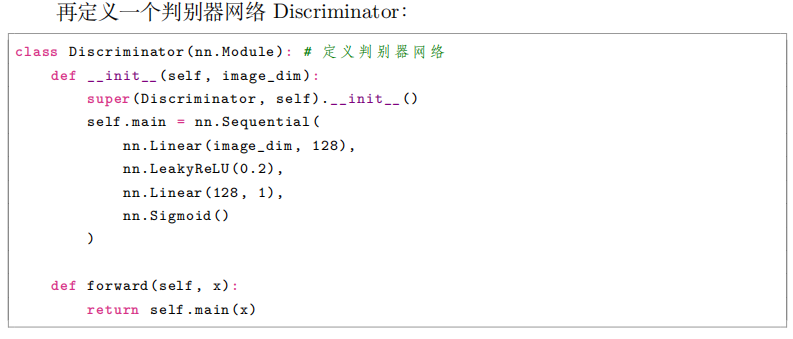 再定义一个判别器网络 Discriminator：
class Discriminator(nn.Module): # 定义判别器网络
    def __init__(self, image_dim):
        super(Discriminator, self).__init__()
        self.main = nn.Sequential(
            nn.Linear(image_dim, 128),
            nn.LeakyReLU(0.2),
            nn.Linear(128, 1),
            nn.Sigmoid()
        )
    def forward(self, x):
        return self.main(x)